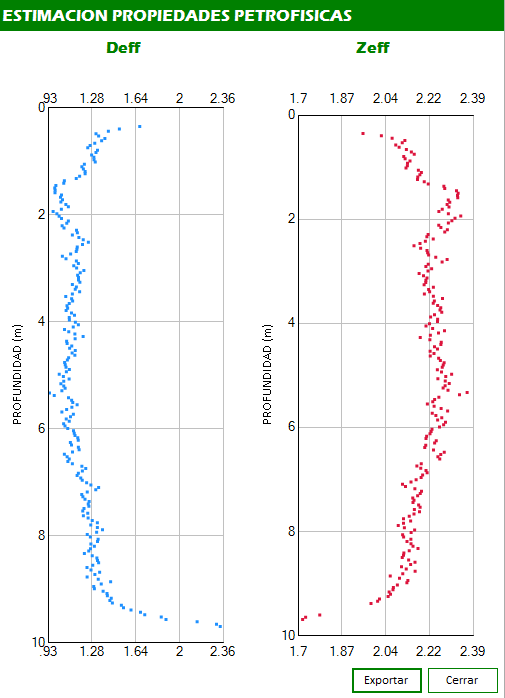 ESTIMACION PROPIEDADES PETROFISICAS
Deff
Zeff
.93 1.28 1.64 2 2.36
1.7 1.87 2.04 2.22 2.39
0
2
4
6
8
10
PROFUNDIDAD (m)
.93 1.28 1.64 2 2.36
0
2
4
6
8
10
PROFUNDIDAD (m)
1.7 1.87 2.04 2.22 2.39
Exportar
Cerrar